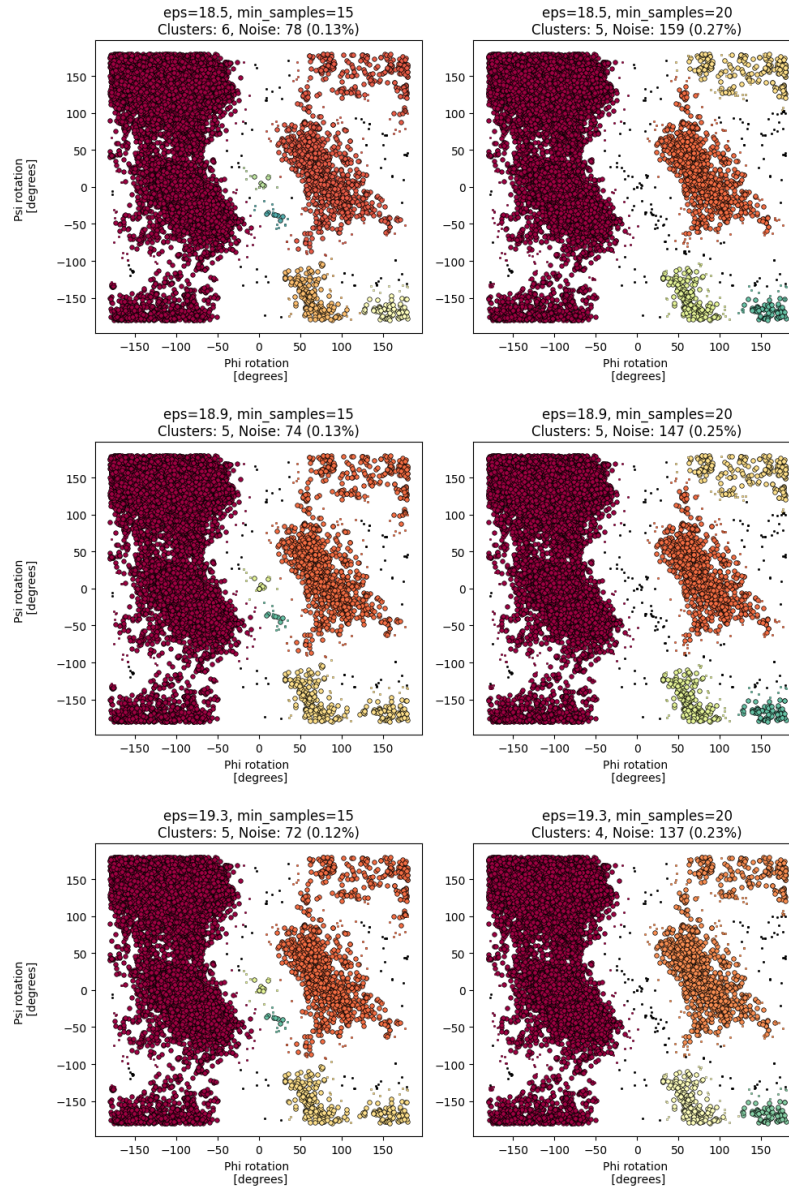 eps=18.5, min_samples=15
Clusters: 6, Noise: 78 (0.13%)
150
100
50
0
−50
−100
−150
Psi rotation
[degrees]
−150 −100 −50 0 50 100 150
Phi rotation
[degrees]
eps=18.5, min_samples=20
Clusters: 5, Noise: 159 (0.27%)
150
100
50
0
−50
−100
−150
−150 −100 −50 0 50 100 150
Phi rotation
[degrees]
eps=18.9, min_samples=15
Clusters: 5, Noise: 74 (0.13%)
150
100
50
0
−50
−100
−150
Psi rotation
[degrees]
−150 −100 −50 0 50 100 150
Phi rotation
[degrees]
eps=18.9, min_samples=20
Clusters: 5, Noise: 147 (0.25%)
150
100
50
0
−50
−100
−150
−150 −100 −50 0 50 100 150
Phi rotation
[degrees]
eps=19.3, min_samples=15
Clusters: 5, Noise: 72 (0.12%)
150
100
50
0
−50
−100
−150
Psi rotation
[degrees]
−150 −100 −50 0 50 100 150
Phi rotation
[degrees]
eps=19.3, min_samples=20
Clusters: 4, Noise: 137 (0.23%)
150
100
50
0
−50
−100
−150
−150 −100 −50 0 50 100 150
Phi rotation
[degrees]